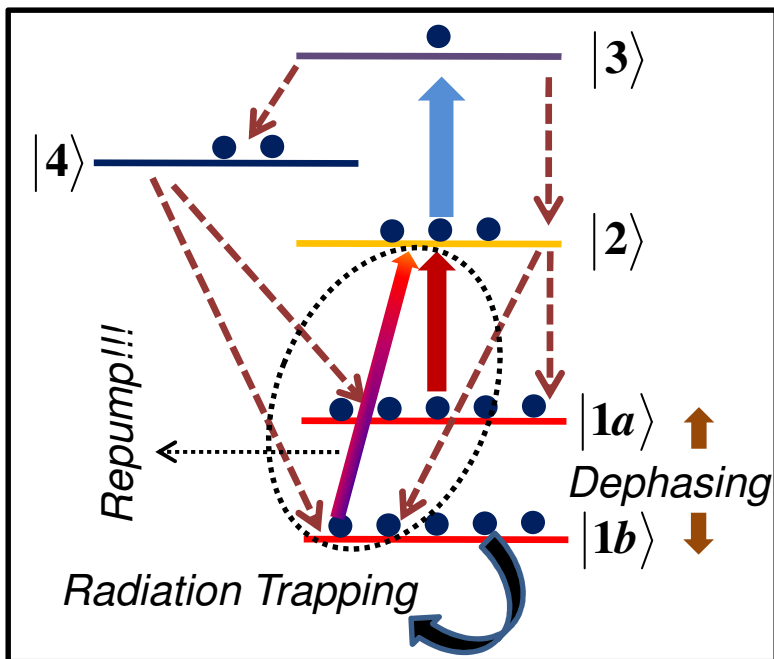 |3⟩
|4⟩
|2⟩
Repump!!!
|1a⟩
Dephasing
|1b⟩
Radiation Trapping